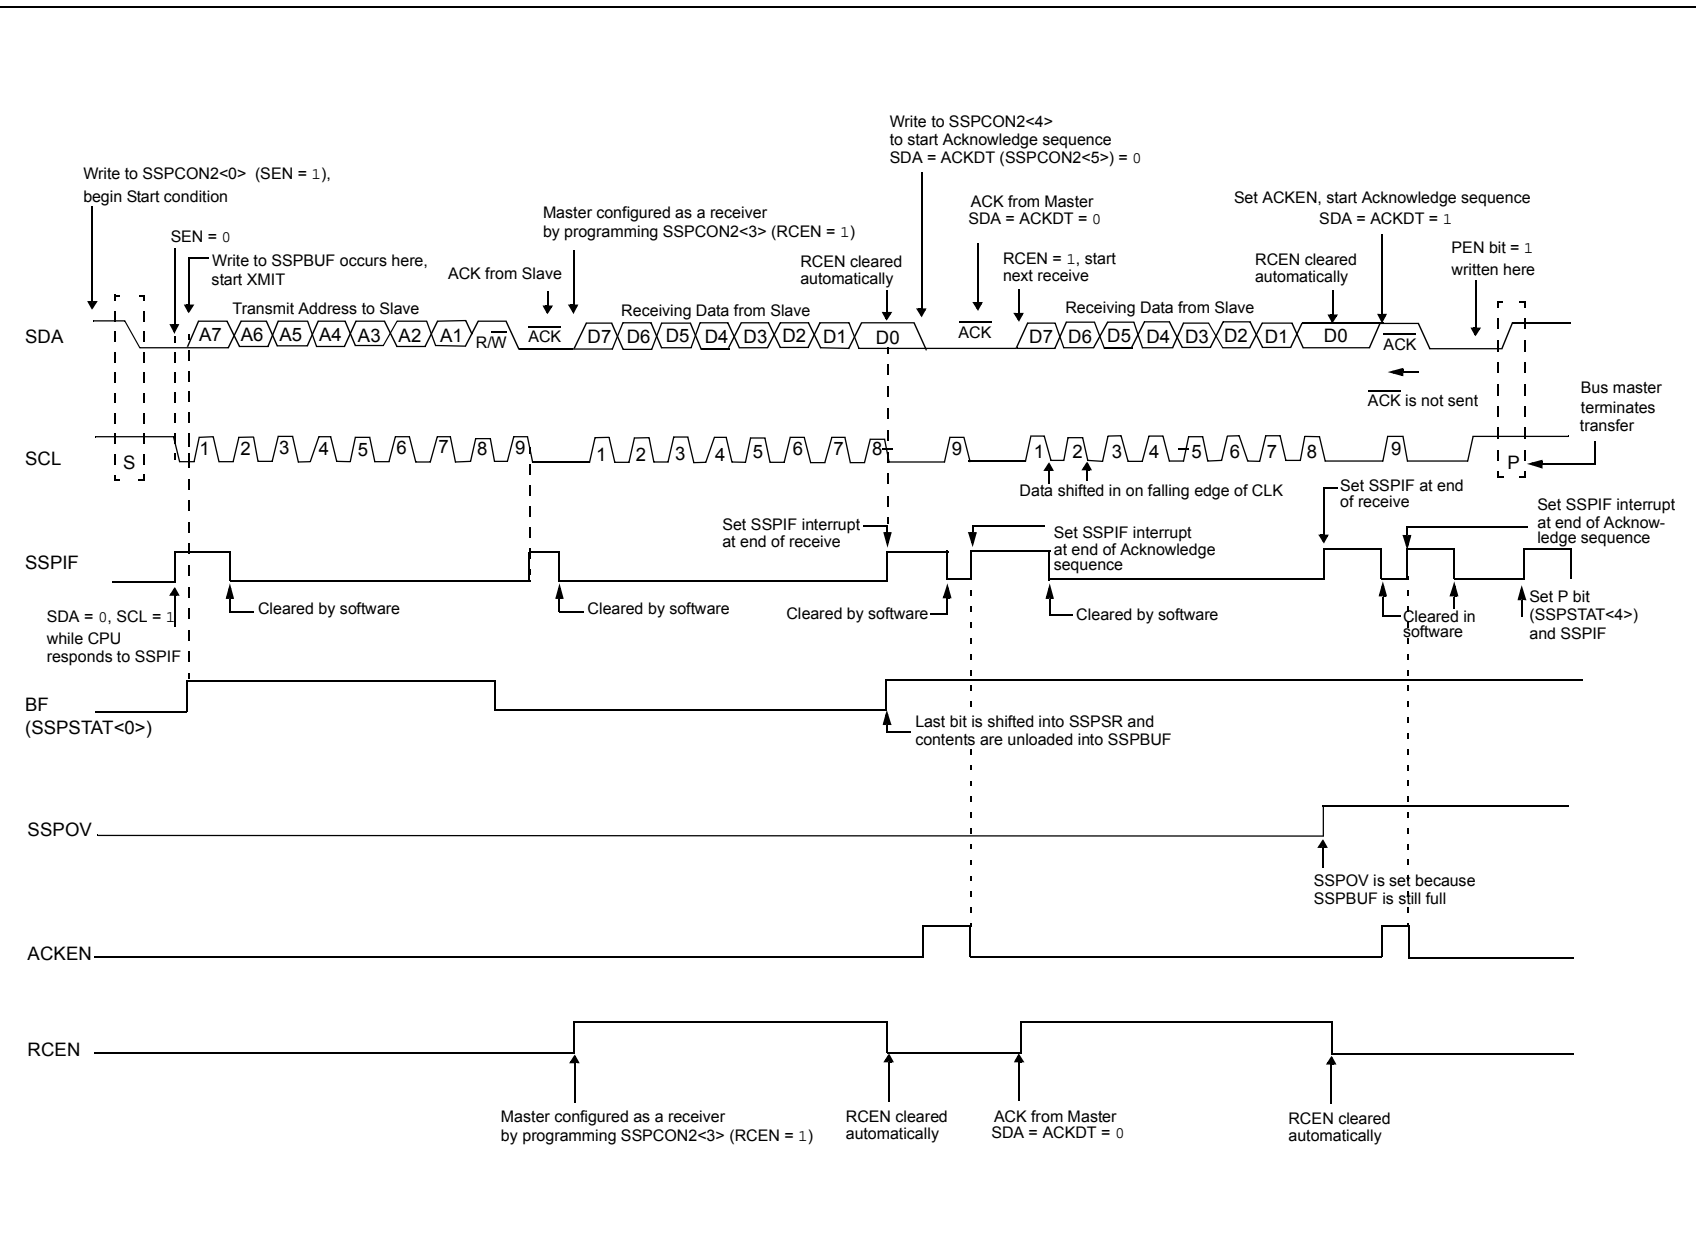 Write to SSPCON2<4>
to start Acknowledge sequence
SDA = ACKDT (SSPCON2<5>) = 0
Write to SSPCON2<0> (SEN = 1),
begin Start condition
ACK from Master
SDA = ACKDT = 0
Set ACKEN, start Acknowledge sequence
SDA = ACKDT = 1
Master configured as a receiver
by programming SSPCON2<3> (RCEN = 1)
SEN = 0
PEN bit = 1
written here
Write to SSPBUF occurs here,
start XMIT
ACK from Slave
RCEN cleared
automatically
RCEN = 1, start
next receive
RCEN cleared
automatically
Transmit Address to Slave
Receiving Data from Slave
Receiving Data from Slave
SDA
A7 A6 A5 A4 A3 A2 A1 R/W ACK D7 D6 D5 D4 D3 D2 D1 D0 ACK D7 D6 D5 D4 D3 D2 D1 D0 ACK
ACK is not sent
Bus master
terminates
transfer
SCL
S 1 2 3 4 5 6 7 8 9 1 2 3 4 5 6 7 8 9 1 2 3 4 5 6 7 8 9 P
Data shifted in on falling edge of CLK
Set SSPIF at end
of receive
Set SSPIF interrupt
at end of Acknow-
ledge sequence
Set SSPIF interrupt
at end of receive
Set SSPIF interrupt
at end of Acknowledge
sequence
SSPIF
SDA = 0, SCL = 1
while CPU
responds to SSPIF
Cleared by software
Cleared by software
Cleared by software
Cleared by software
Cleared in
software
Set P bit
(SSPSTAT<4>)
and SSPIF
BF
(SSPSTAT<0>)
Last bit is shifted into SSPSR and
contents are unloaded into SSPBUF
SSPOV
SSPOV is set because
SSPBUF is still full
ACKEN
RCEN
Master configured as a receiver
by programming SSPCON2<3> (RCEN = 1)
RCEN cleared
automatically
ACK from Master
SDA = ACKDT = 0
RCEN cleared
automatically